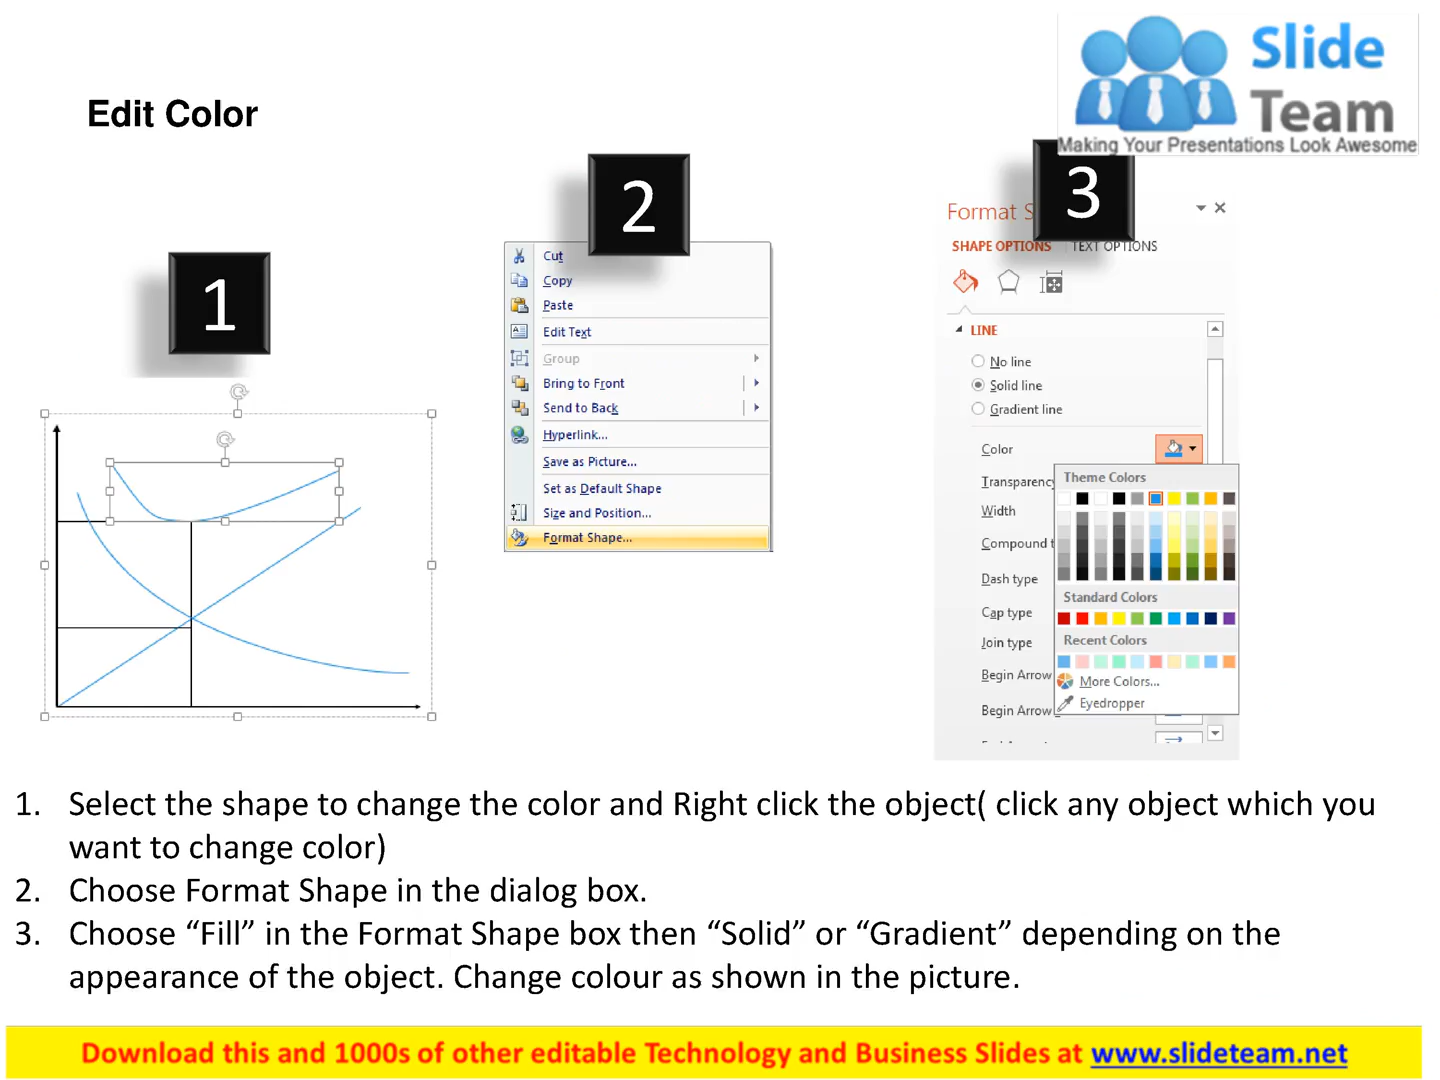 Slide
Team
Making Your Presentations Look Awesome
Edit Color
1
2
3
Cut
Copy
Paste
Edit Text
Group
Bring to Front
Send to Back
Hyperlink...
Save as Picture...
Set as Default Shape
Size and Position...
Format Shape...
Format S
SHAPE OPTIONS
TEXT OPTIONS
LINE
No line
Solid line
Gradient line
Color
Transparency
Width
Compound t
Dash type
Cap type
Join type
Begin Arrow
Begin Arrow
Theme Colors
Standard Colors
Recent Colors
More Colors...
Eyedropper
1. Select the shape to change the color and Right click the object( click any object which you
want to change color)
2. Choose Format Shape in the dialog box.
3. Choose “Fill” in the Format Shape box then “Solid” or “Gradient” depending on the
appearance of the object. Change colour as shown in the picture.
Download this and 1000s of other editable Technology and Business Slides at www.slideteam.net